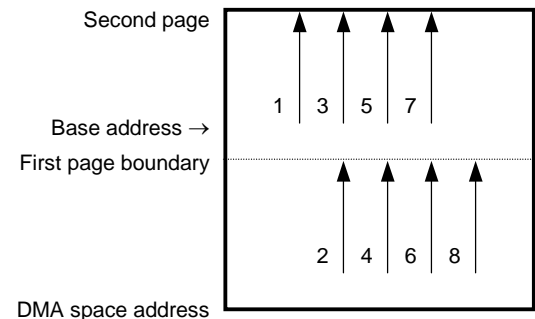 Second page
1 3 5 7
Base address →
First page boundary
2 4 6 8
DMA space address